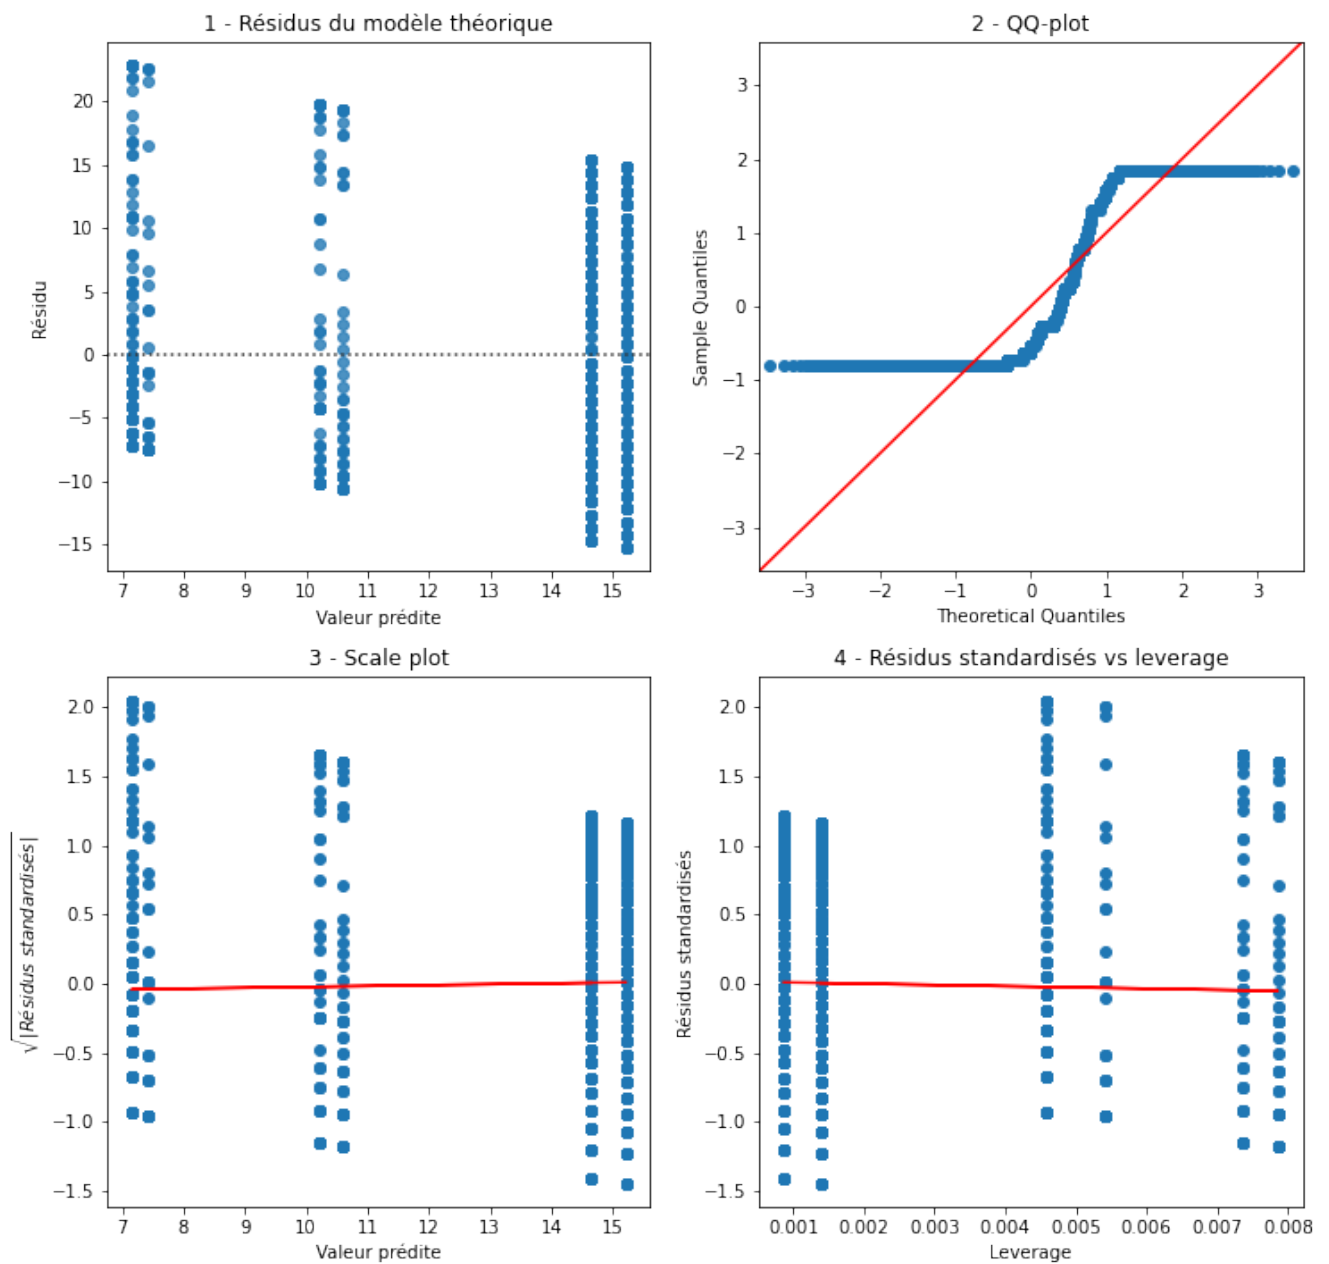 1 - Résidus du modèle théorique
20
15
10
5
0
−5
−10
−15
Résidu
7 8 9 10 11 12 13 14 15
Valeur prédite
2 - QQ-plot
3
2
1
0
−1
−2
−3
Sample Quantiles
−3 −2 −1 0 1 2 3
Theoretical Quantiles
3 - Scale plot
2.0
1.5
1.0
0.5
0.0
−0.5
−1.0
−1.5
√|Résidus standardisés|
7 8 9 10 11 12 13 14 15
Valeur prédite
4 - Résidus standardisés vs leverage
2.0
1.5
1.0
0.5
0.0
−0.5
−1.0
−1.5
Résidus standardisés
0.001 0.002 0.003 0.004 0.005 0.006 0.007 0.008
Leverage